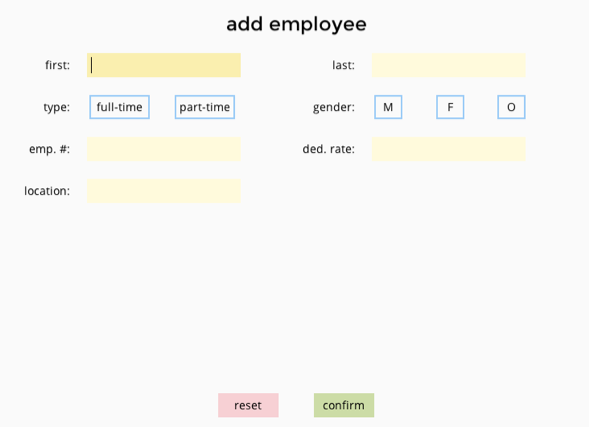 add employee
first: last:
type: full-time part-time gender: M F O
emp. #: ded. rate:
location:
reset confirm